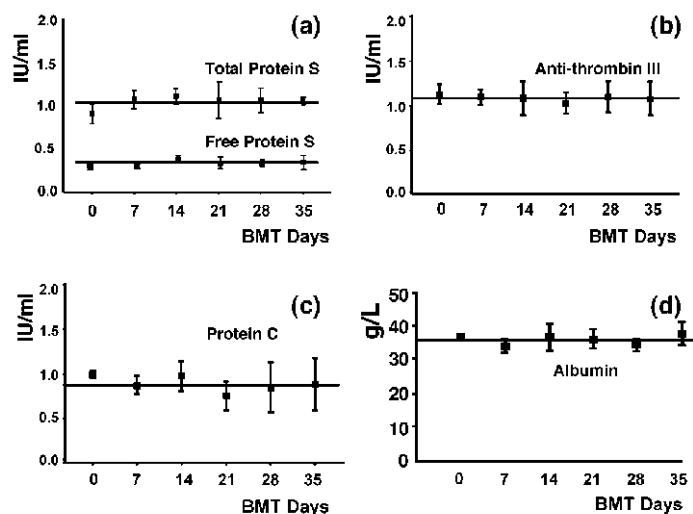 (a)
IU/ml
2.0
1.5
1.0
0.5
0.0
Total Protein S
Free Protein S
0 7 14 21 28 35
BMT Days
(b)
IU/ml
2.0
1.5
1.0
0.5
0.0
Anti-thrombin III
0 7 14 21 28 35
BMT Days
(c)
IU/ml
2.0
1.5
1.0
0.5
0.0
Protein C
0 7 14 21 28 35
BMT Days
(d)
g/L
50
40
30
20
10
0
Albumin
0 7 14 21 28 35
BMT Days